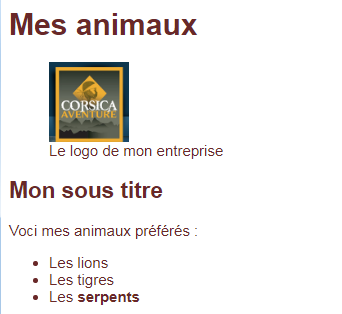 Mes animaux
CORSICA
AVENTURE
Le logo de mon entreprise
Mon sous titre
Voci mes animaux préférés :
Les lions
Les tigres
Les serpents